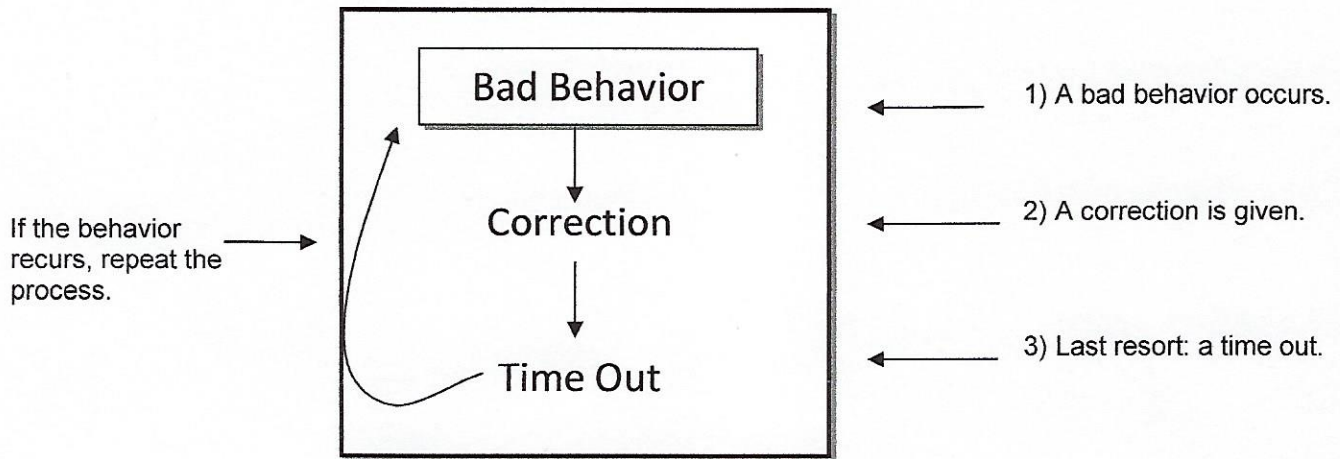 Bad Behavior
1) A bad behavior occurs.
Correction
2) A correction is given.
If the behavior
recurs, repeat the
process.
Time Out
3) Last resort: a time out.